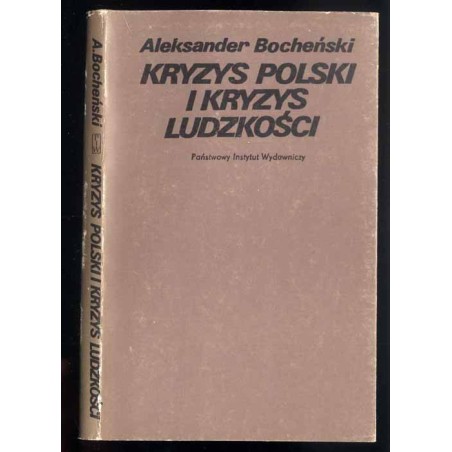 Aleksander Bocheński
KRYZYS POLSKI
I KRYZYS
LUDZKOŚCI
Państwowy Instytut Wydawniczy
A.Bocheński KRYZYS POLSKI I KRYZYS LUDZKOŚCI